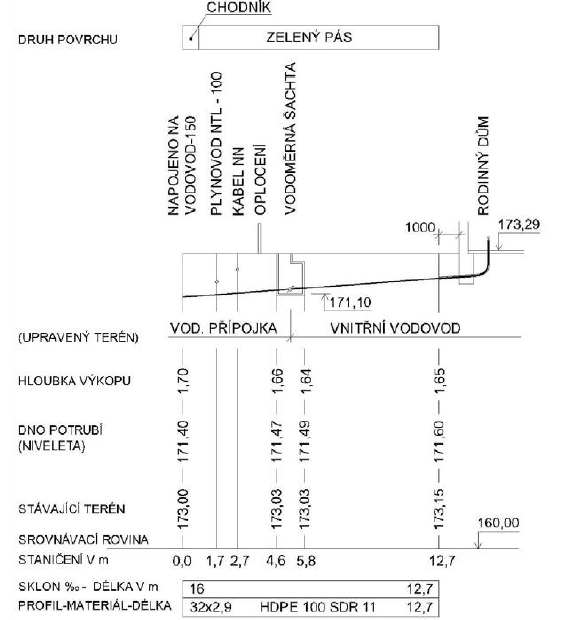 CHODNÍK
DRUH POVRCHU
ZELENÝ PÁS
NAPOJENO NA
VODOVOD-150
PLYNOVOD NTL - 100
KABEL NN
OPLOCENÍ
VODOMĚRNÁ ŠACHTA
RODINNÝ DŮM
1000
173,29
171,10
(UPRAVENÝ TERÉN)
VOD. PŘÍPOJKA
VNITŘNÍ VODOVOD
HLOUBKA VÝKOPU
1,70 1,66 1,64 1,65
DNO POTRUBÍ
(NIVELETA)
171,40 171,47 171,49 171,60
STÁVAJÍCÍ TERÉN
173,00 173,03 173,03 173,15
160,00
SROVNÁVACÍ ROVINA
STANIČENÍ V m
0,0 1,7 2,7 4,6 5,8 12,7
SKLON ‰ - DÉLKA V m
16 12,7
PROFIL-MATERIÁL-DÉLKA
32x2,9 HDPE 100 SDR 11 12,7